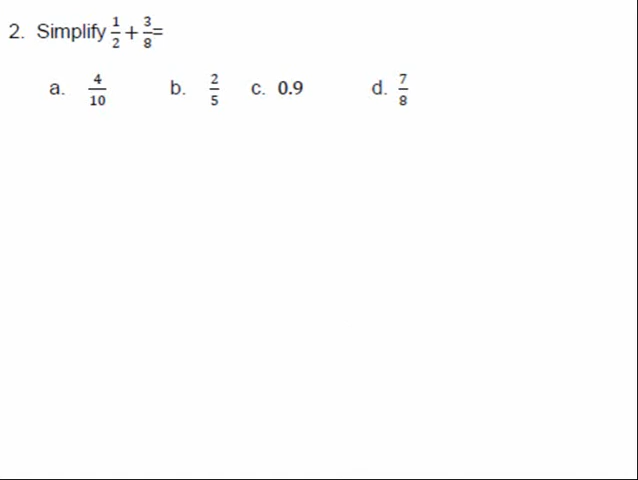 2. Simplify 1/2 + 3/8 =
a. 4/10 b. 2/5 c. 0.9 d. 7/8